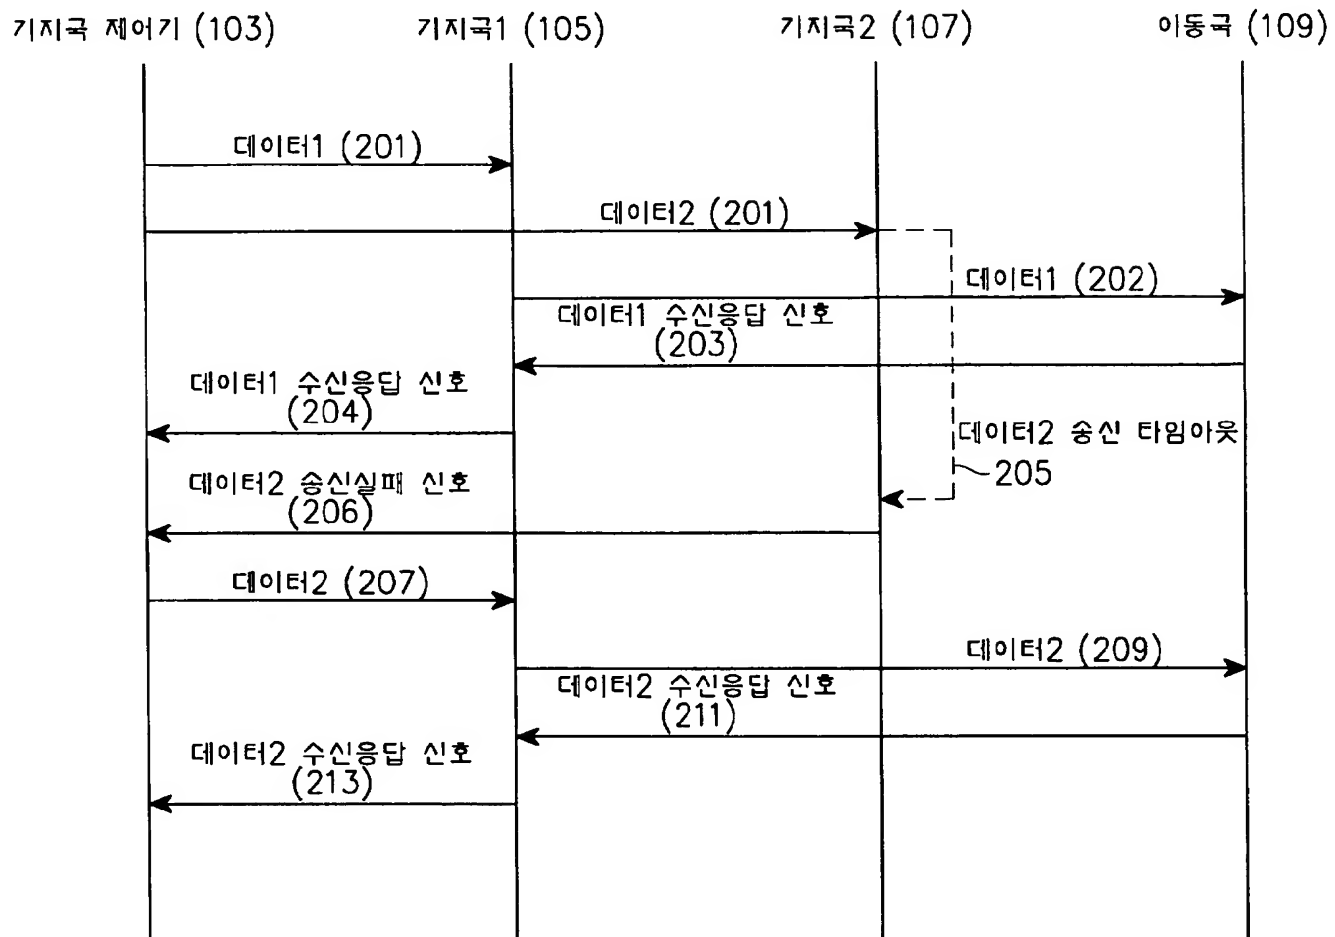 기지국 제어기 (103)
기지국1 (105)
기지국2 (107)
이동국 (109)
데이터1 (201)
데이터2 (201)
데이터1 (202)
데이터1 수신응답 신호
(203)
데이터1 수신응답 신호
(204)
데이터2 송신 타임아웃
205
데이터2 송신실패 신호
(206)
데이터2 (207)
데이터2 (209)
데이터2 수신응답 신호
(211)
데이터2 수신응답 신호
(213)